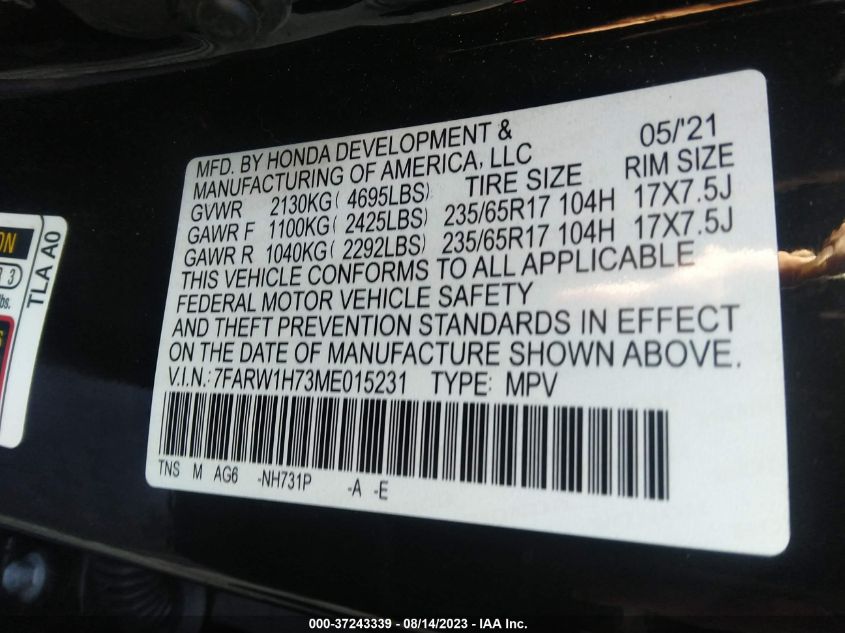 MFD. BY HONDA DEVELOPMENT & 05/'21
MANUFACTURING OF AMERICA, LLC
TIRE SIZE RIM SIZE
GVWR 2130KG( 4695LBS)
GAWR F 1100KG( 2425LBS) 235/65R17 104H 17X7.5J
GAWR R 1040KG( 2292LBS) 235/65R17 104H 17X7.5J
THIS VEHICLE CONFORMS TO ALL APPLICABLE
FEDERAL MOTOR VEHICLE SAFETY
AND THEFT PREVENTION STANDARDS IN EFFECT
ON THE DATE OF MANUFACTURE SHOWN ABOVE.
V.I.N.: 7FARW1H73ME015231 TYPE: MPV
TNS M AG6 -NH731P -A -E
ON
3
lbs.
TLA A0
000-37243339 - 08/14/2023 - IAA Inc.